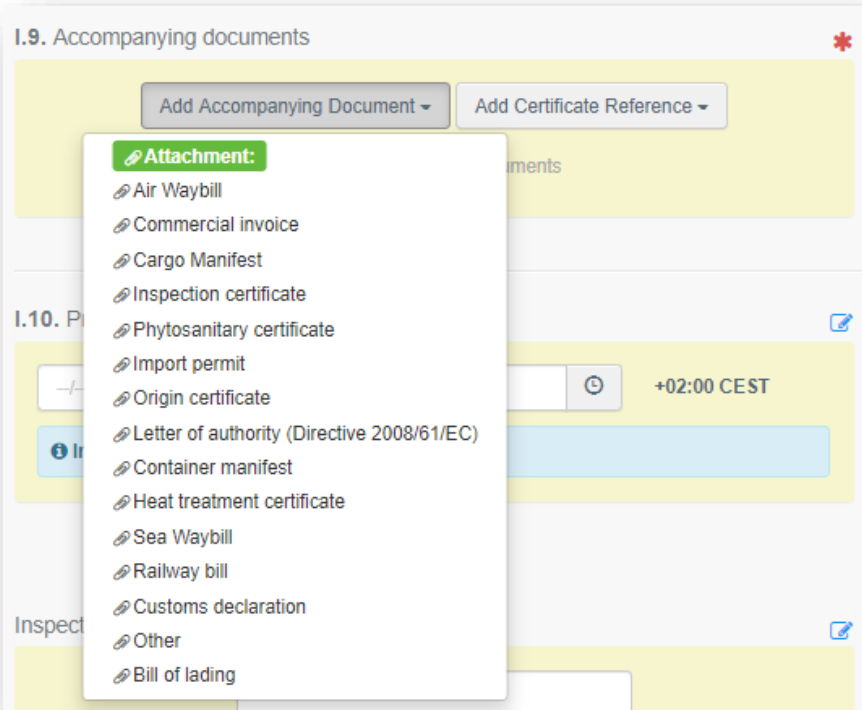 I.9. Accompanying documents *
Add Accompanying Document Add Certificate Reference
Attachment:
Air Waybill
Commercial invoice
Cargo Manifest
Inspection certificate
Phytosanitary certificate
Import permit
Origin certificate
Letter of authority (Directive 2008/61/EC)
Container manifest
Heat treatment certificate
Sea Waybill
Railway bill
Customs declaration
Other
Bill of lading
I.10.
--/-
+02:00 CEST
Inspect